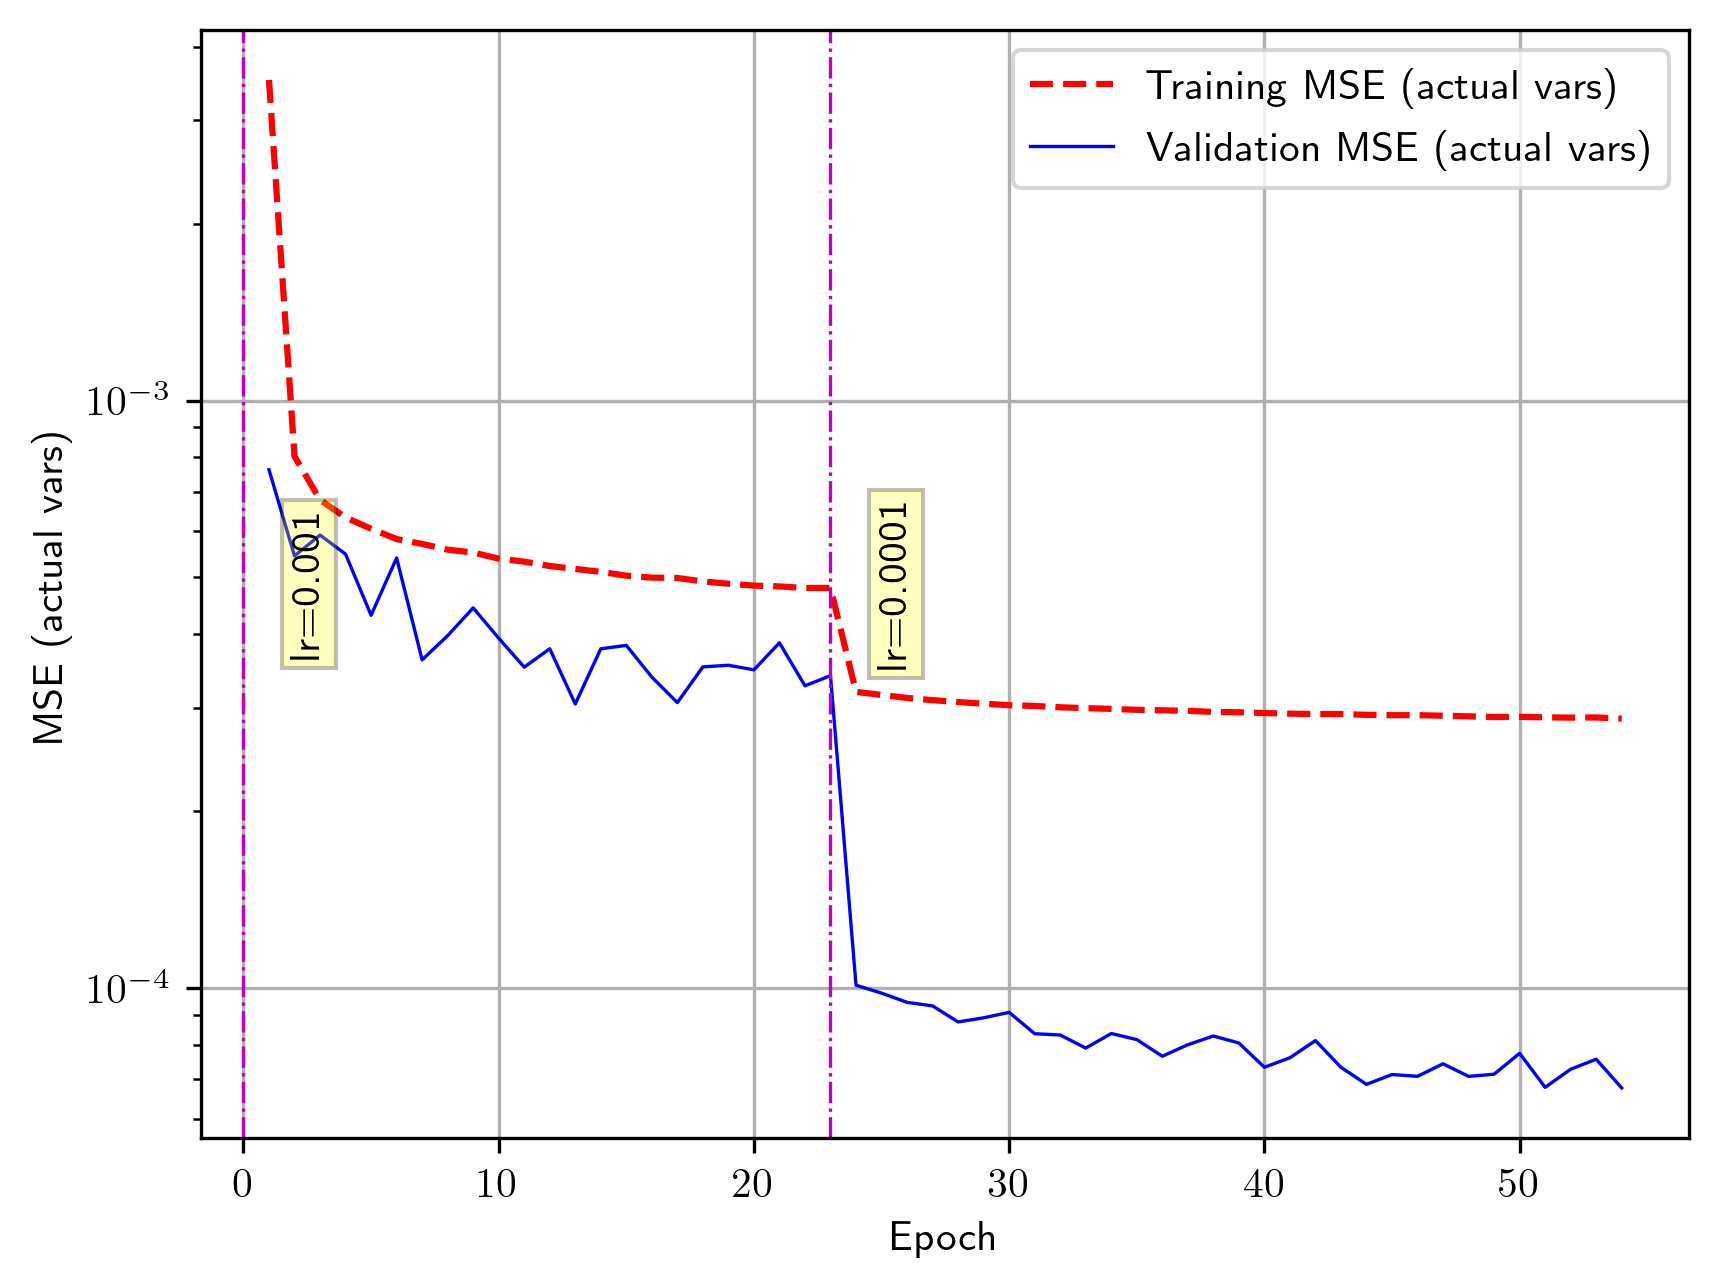 Training MSE (actual vars)
Validation MSE (actual vars)
MSE (actual vars)
10⁻³
10⁻⁴
lr=0.001
lr=0.0001
0 10 20 30 40 50
Epoch